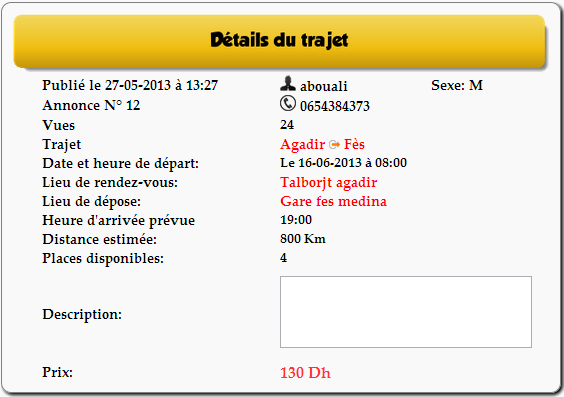 Détails du trajet
Publié le 27-05-2013 à 13:27 abouali Sexe: M
Annonce N° 12 0654384373
Vues 24
Trajet Agadir Fès
Date et heure de départ: Le 16-06-2013 à 08:00
Lieu de rendez-vous: Talborjt agadir
Lieu de dépose: Gare fes medina
Heure d'arrivée prévue 19:00
Distance estimée: 800 Km
Places disponibles: 4
Description:
Prix: 130 Dh